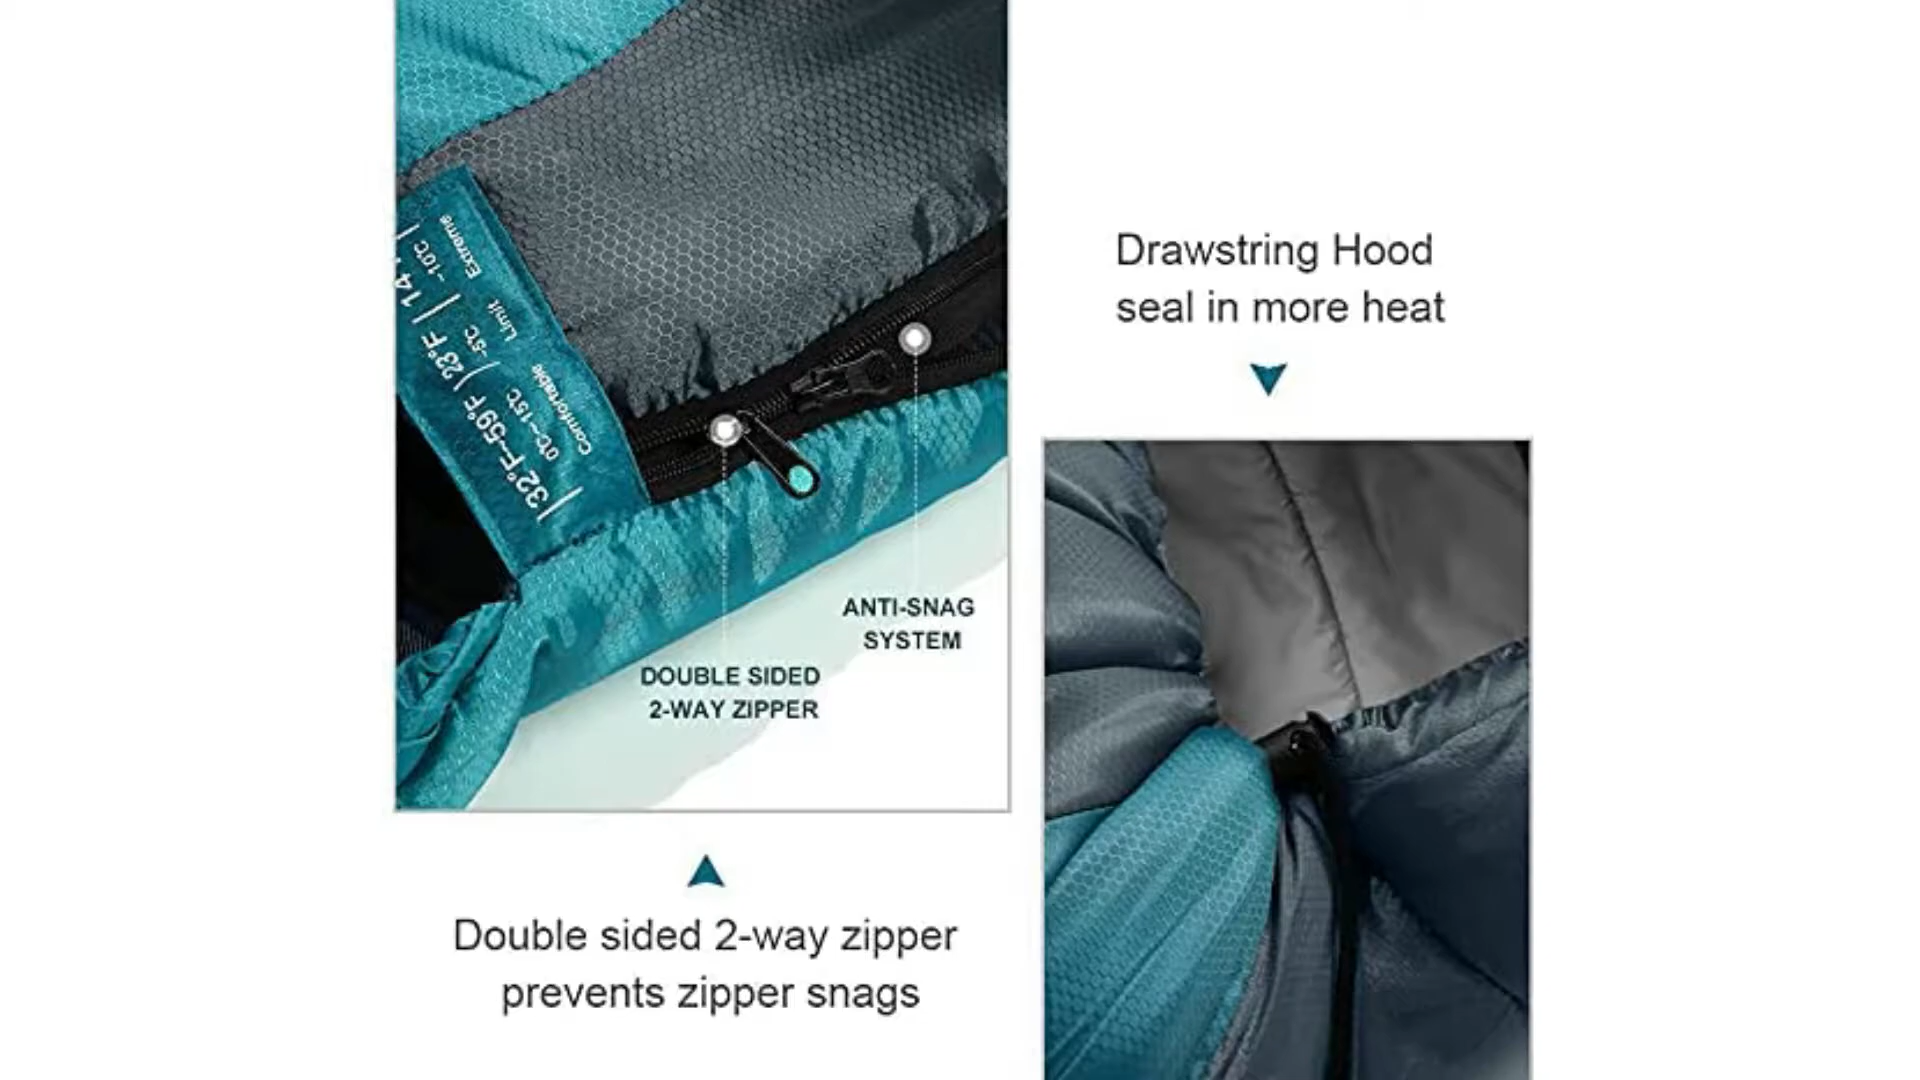 32°F~59°F
0℃~15℃
Comfortable
23°F
-5℃
Limit
14
-10℃
Extreme
ANTI-SNAG
SYSTEM
DOUBLE SIDED
2-WAY ZIPPER
Double sided 2-way zipper
prevents zipper snags
Drawstring Hood
seal in more heat